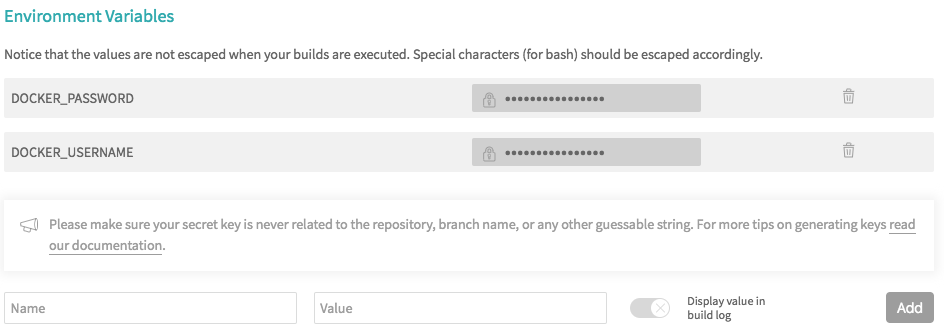 Environment Variables
Notice that the values are not escaped when your builds are executed. Special characters (for bash) should be escaped accordingly.
DOCKER_PASSWORD ••••••••••••••••
DOCKER_USERNAME ••••••••••••••••
Please make sure your secret key is never related to the repository, branch name, or any other guessable string. For more tips on generating keys read
our documentation.
Name Value Display value in
build log Add